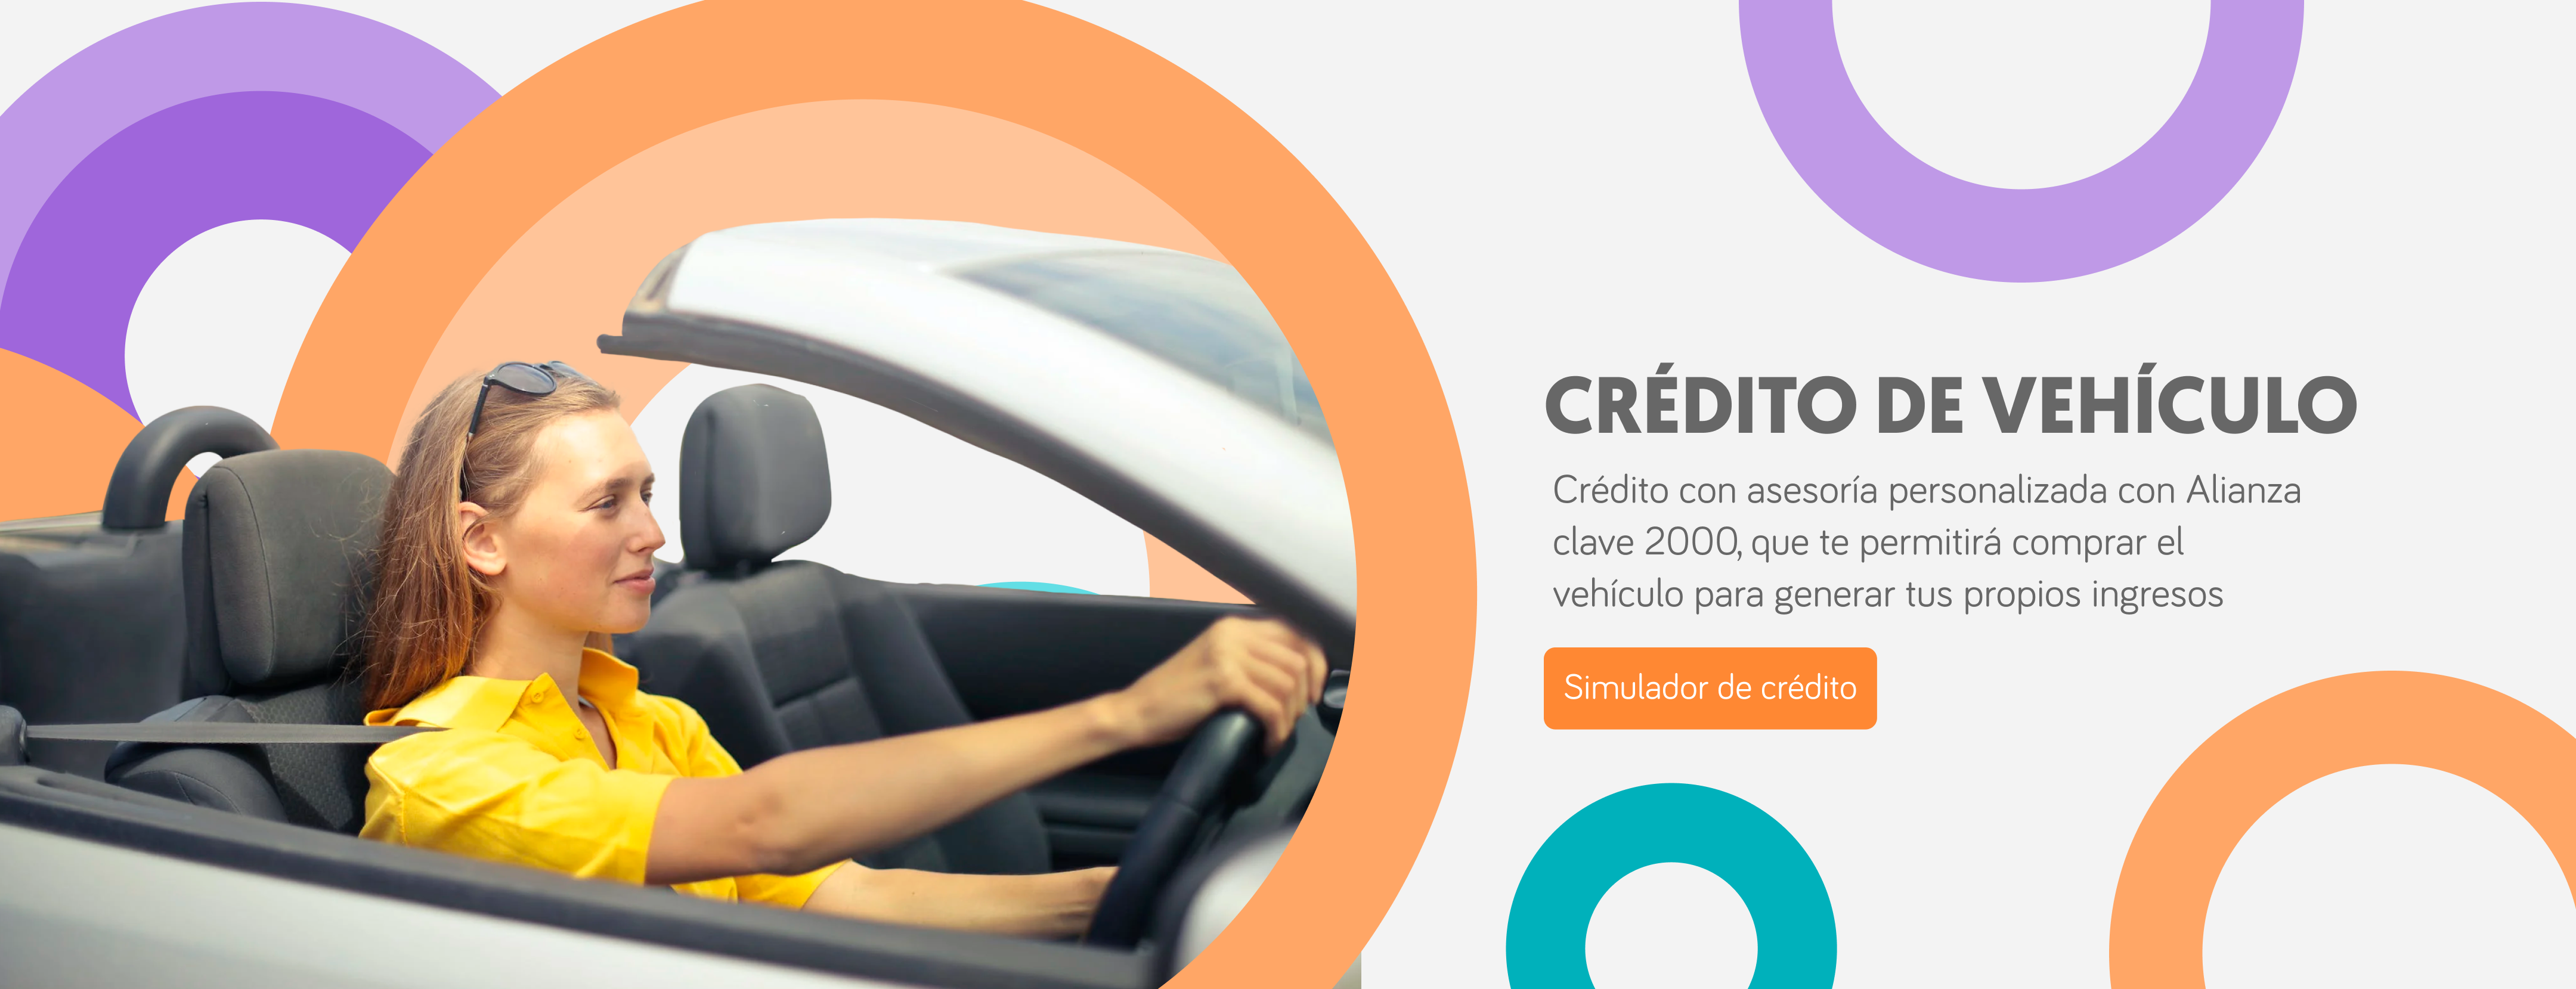 CRÉDITO DE VEHÍCULO
Crédito con asesoría personalizada con Alianza
clave 2000, que te permitirá comprar el
vehículo para generar tus propios ingresos
Simulador de crédito